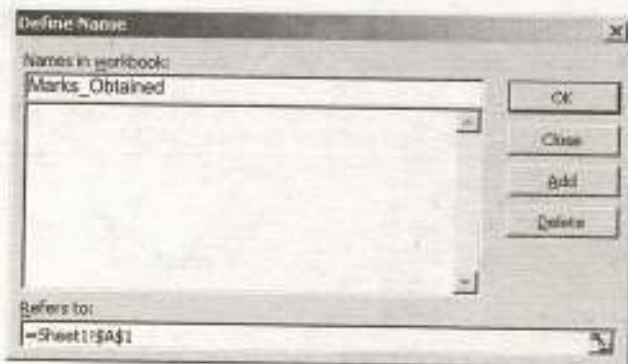 Define Name
Names in workbook:
Marks_Obtained
OK
Close
Add
Delete
Refers to:
=Sheet1!$A$1